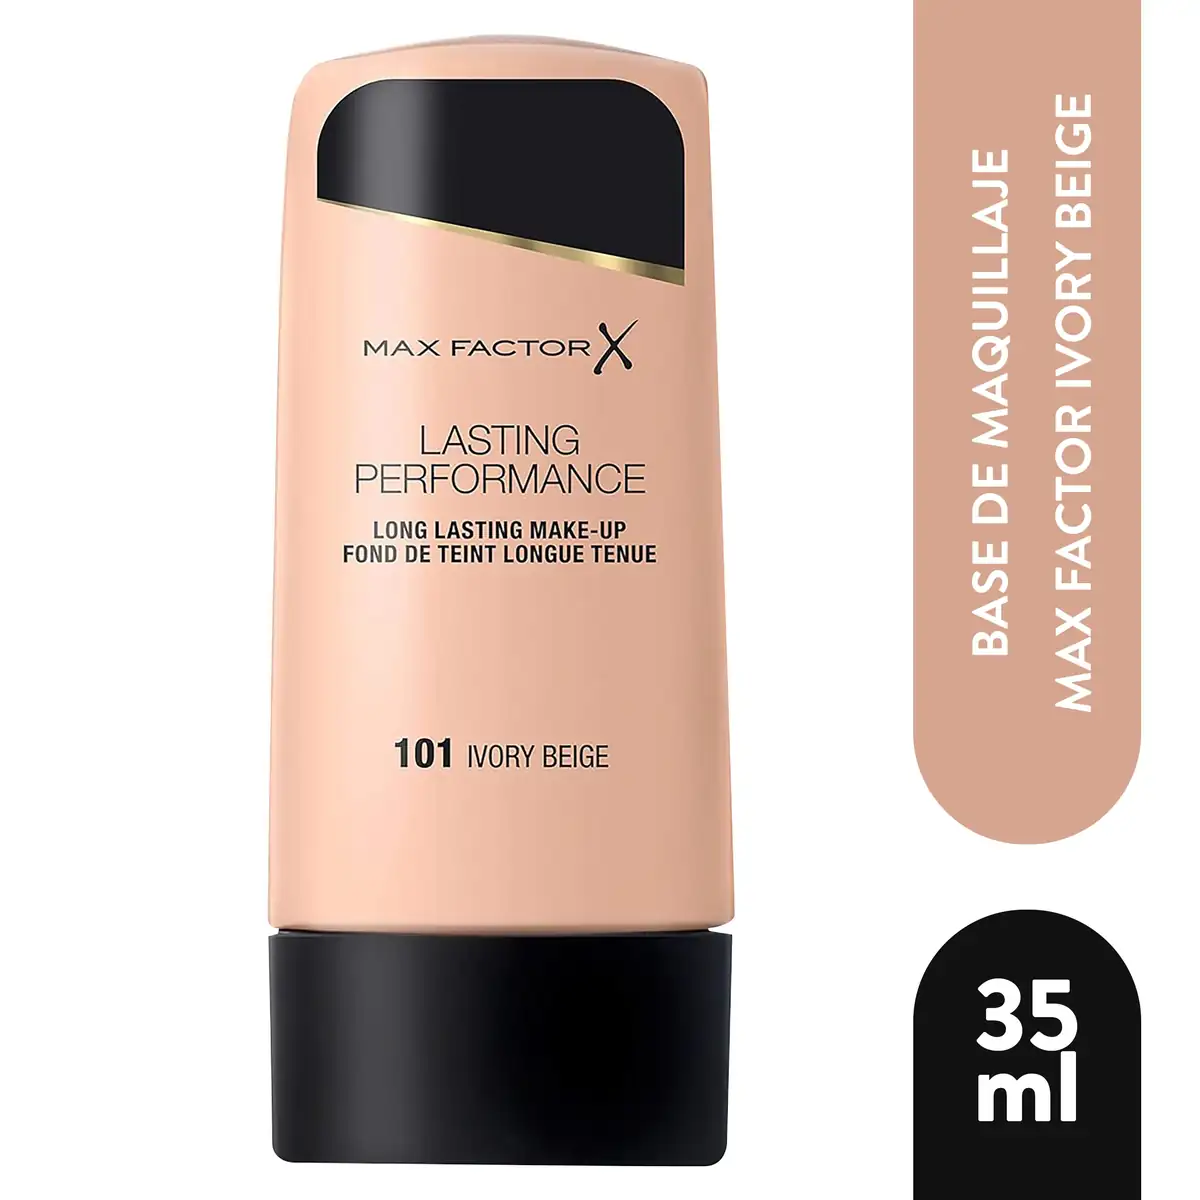 MAX FACTOR X
LASTING
PERFORMANCE
LONG LASTING MAKE-UP
FOND DE TEINT LONGUE TENUE
101 IVORY BEIGE
BASE DE MAQUILLAJE
MAX FACTOR IVORY BEIGE
35
ml